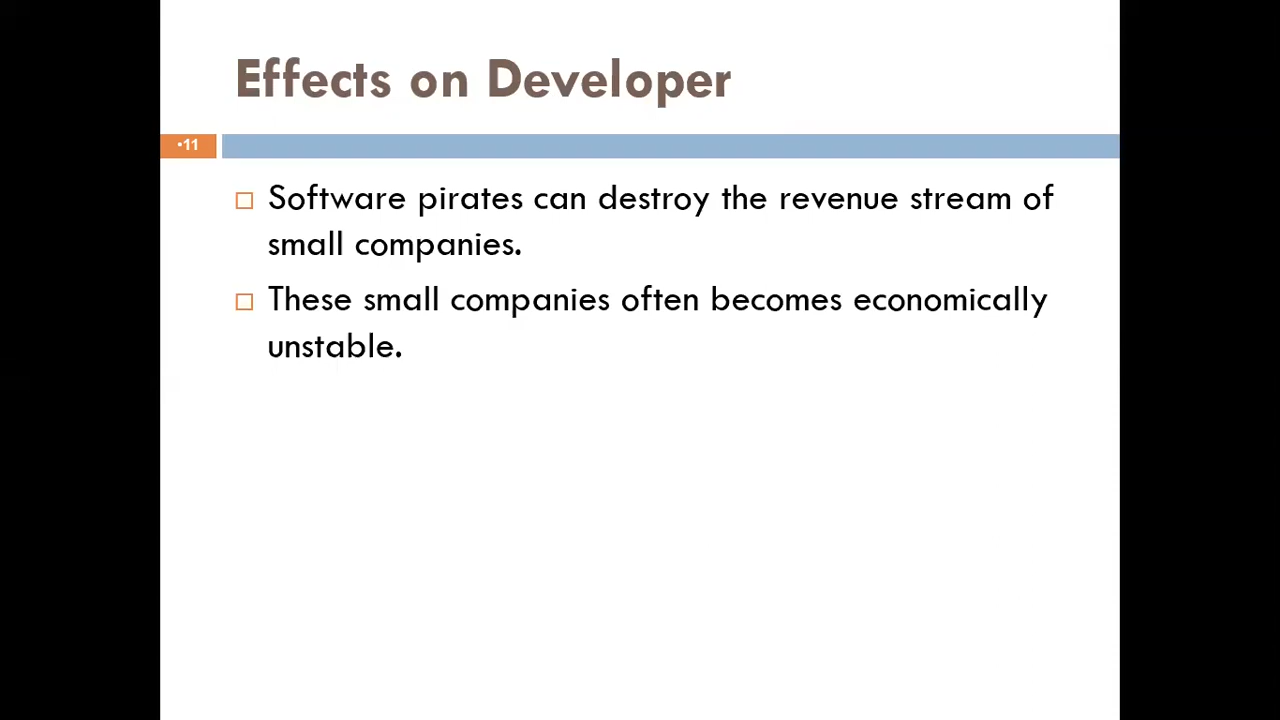 Effects on Developer
•11
Software pirates can destroy the revenue stream of
small companies.
These small companies often becomes economically
unstable.